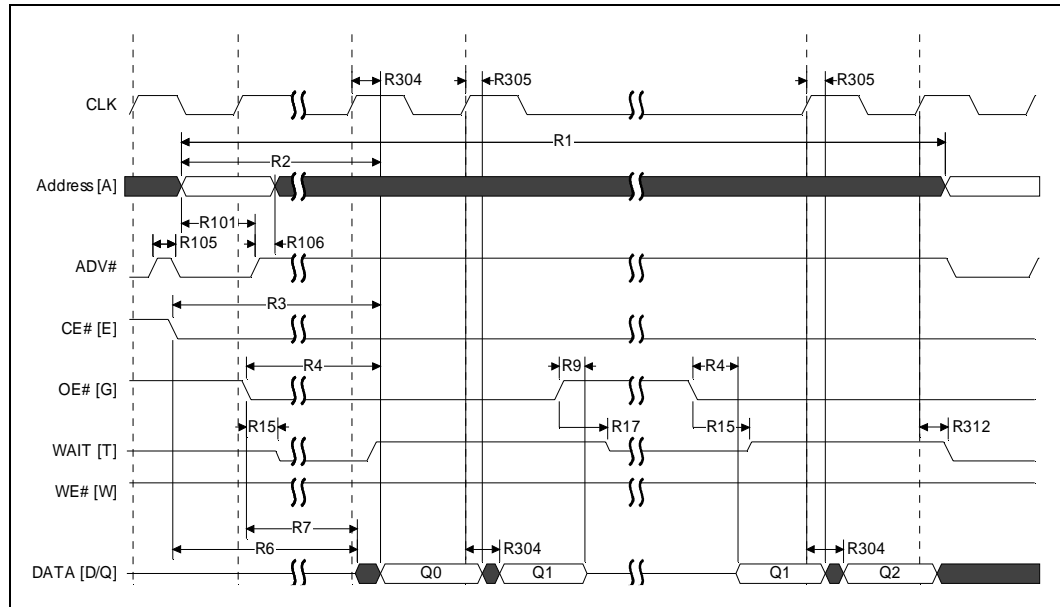 R304 R305 R305
CLK
R1
R2
Address [A]
R101
R105 R106
ADV#
R3
CE# [E]
R4 R9 R4
OE# [G]
R15 R17 R15 R312
WAIT [T]
WE# [W]
R7
R6 R304 R304
DATA [D/Q] Q0 Q1 Q1 Q2